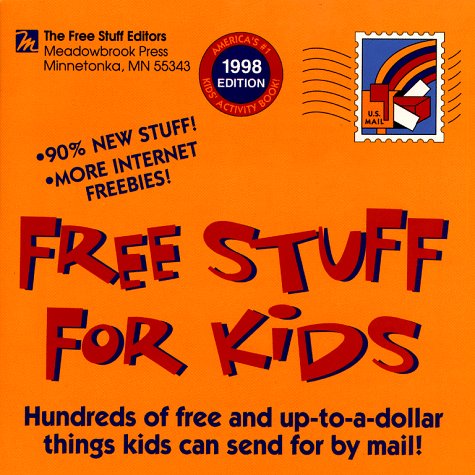 The Free Stuff Editors
Meadowbrook Press
Minnetonka, MN 55343
AMERICA'S #1
1998
EDITION
KIDS' ACTIVITY BOOK!
U.S.
MAIL
•90% NEW STUFF!
•MORE INTERNET
FREEBIES!
FREE STUFF
FOR KiDS
Hundreds of free and up-to-a-dollar
things kids can send for by mail!